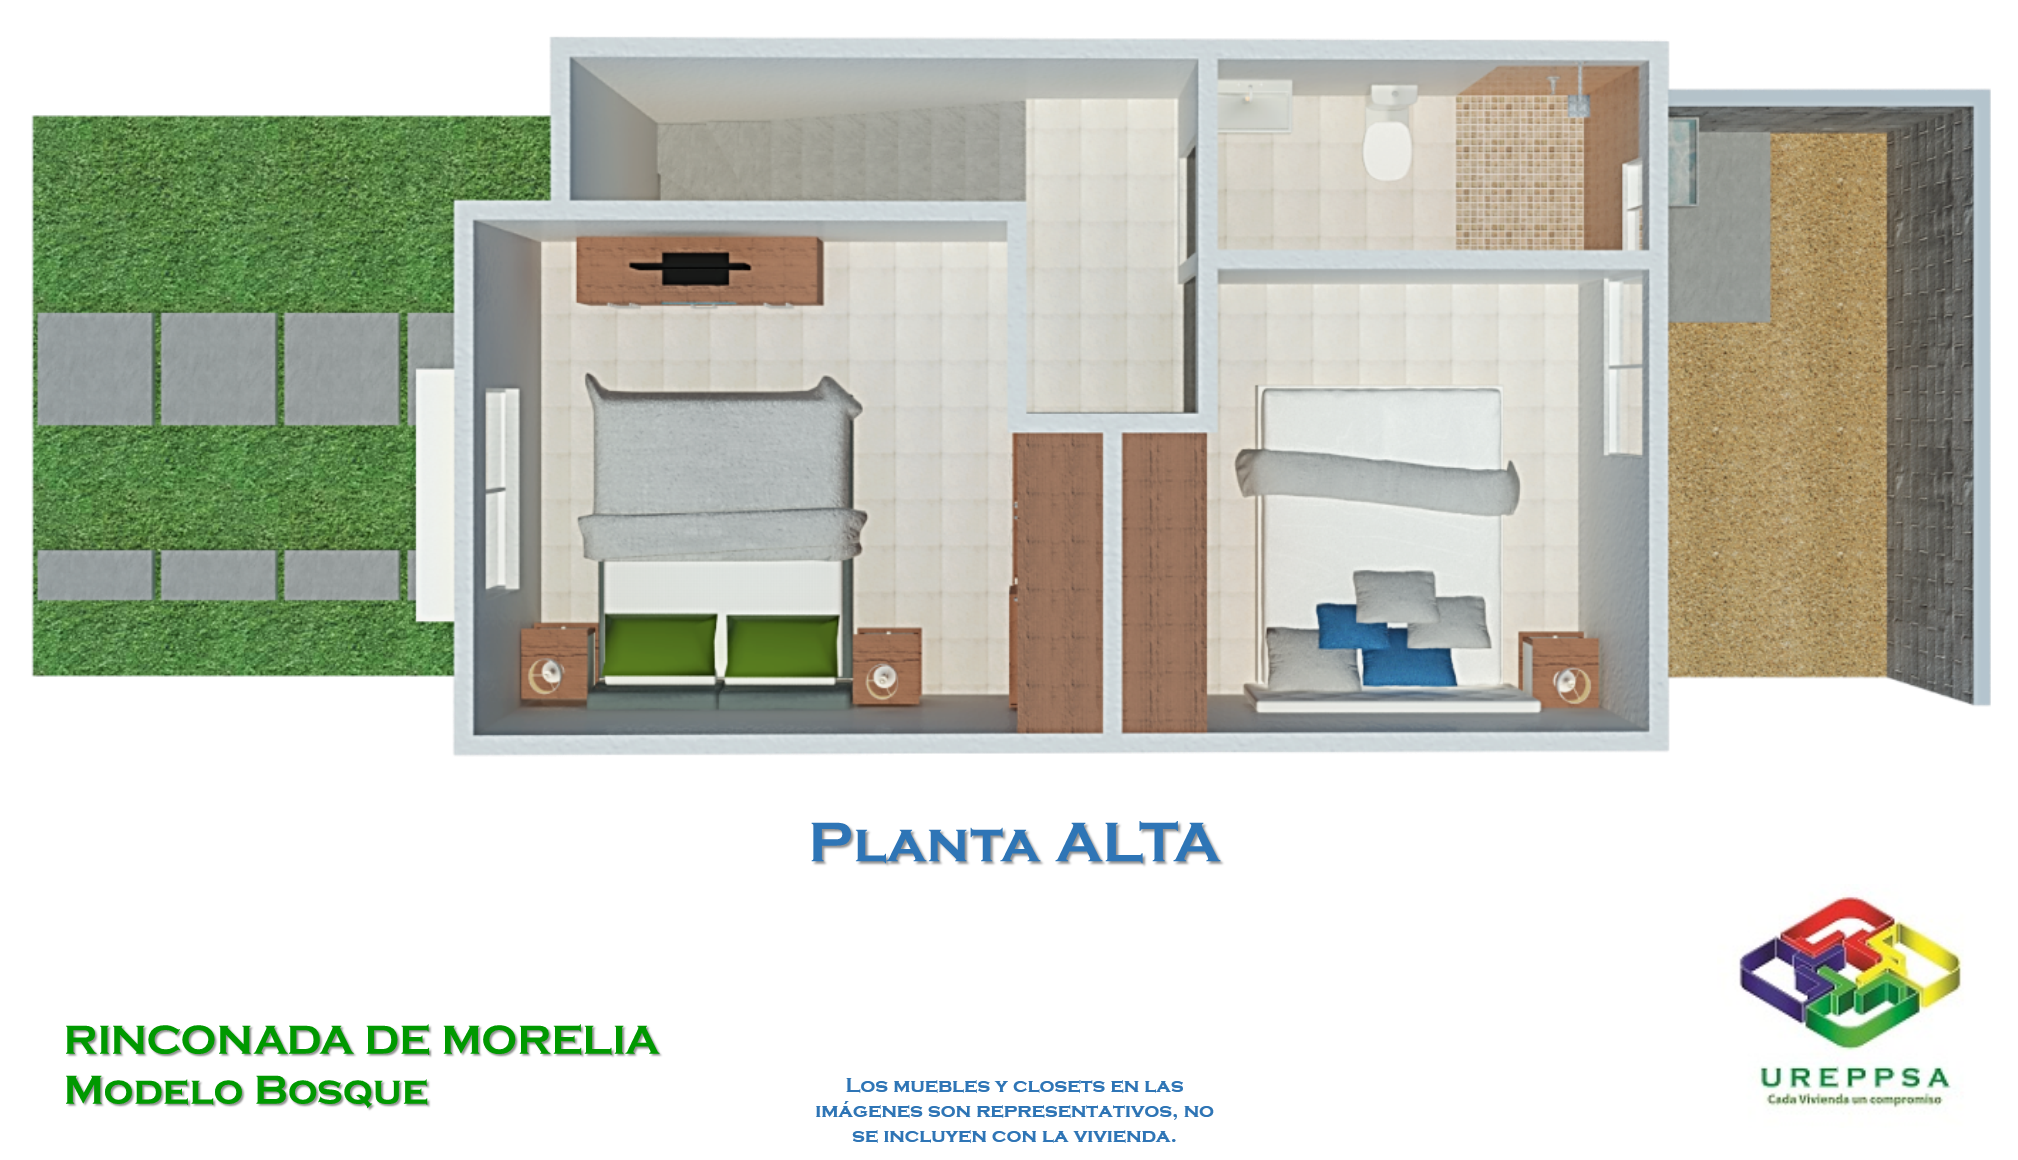 Planta ALTA
RINCONADA DE MORELIA
Modelo Bosque
Los muebles y closets en las
imágenes son representativos, no
se incluyen con la vivienda.
UREPPSA
Cada Vivienda un compromiso